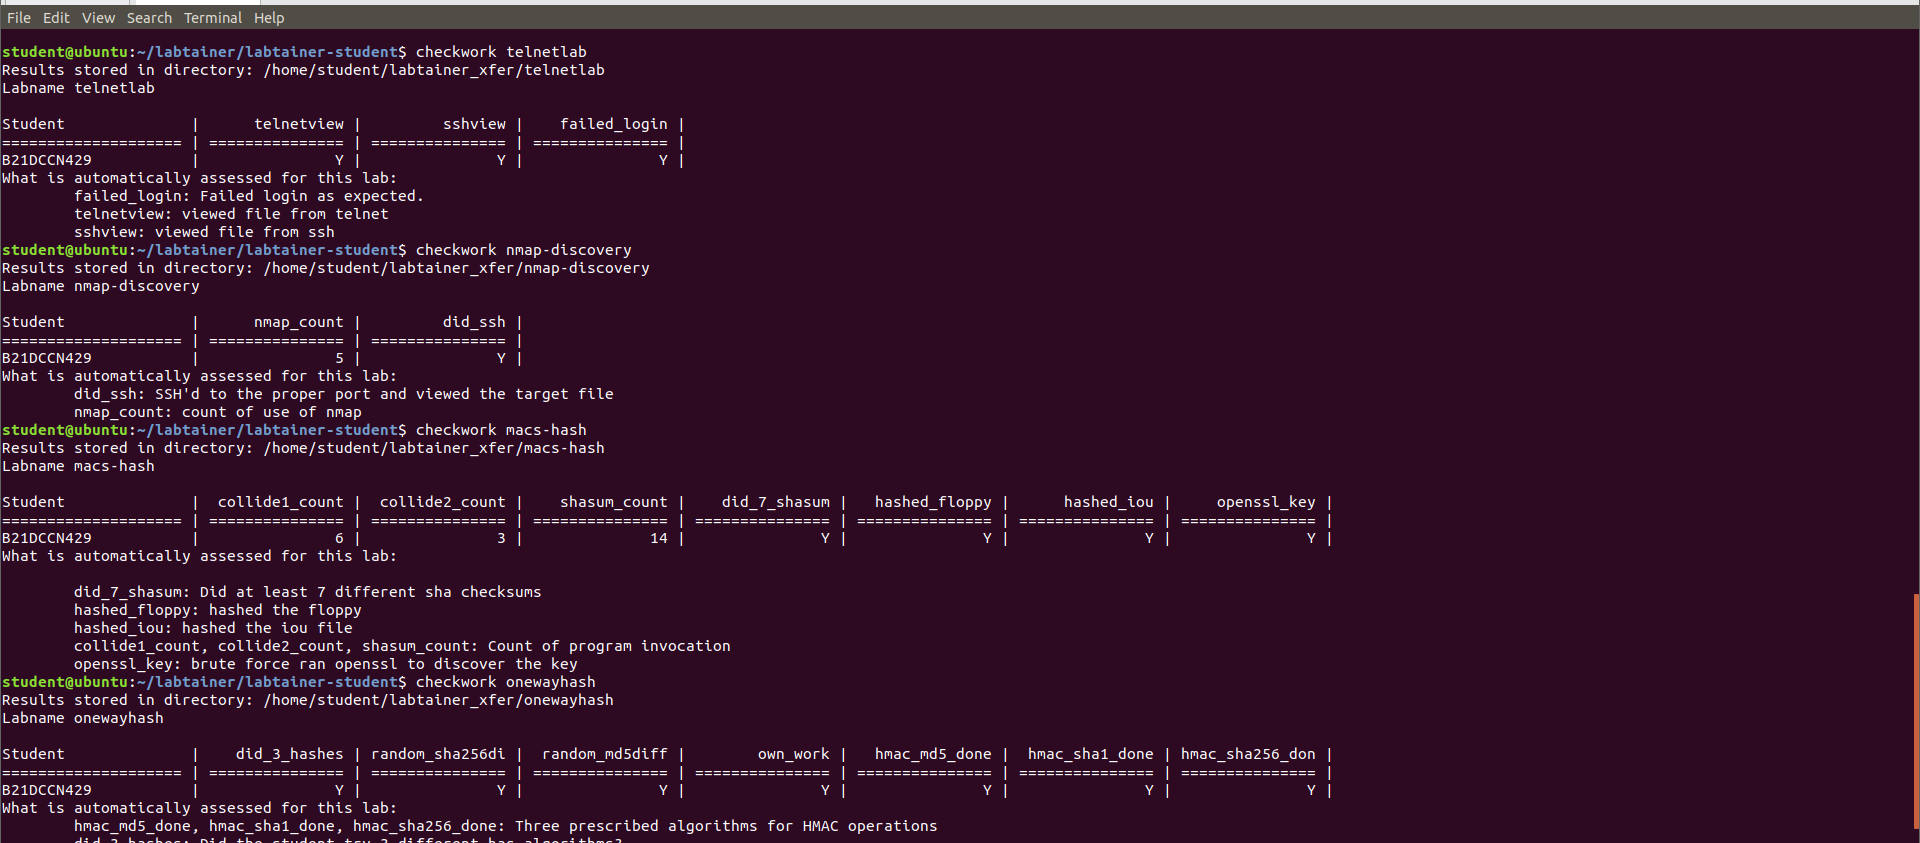 File Edit View Search Terminal Help
student@ubuntu:~/labtainer/labtainer-student$ checkwork telnetlab
Results stored in directory: /home/student/labtainer_xfer/telnetlab
Labname telnetlab
Student | telnetview | sshview | failed_login |
==================== | =============== | =============== | =============== |
B21DCCN429 | Y | Y | Y |
What is automatically assessed for this lab:
failed_login: Failed login as expected.
telnetview: viewed file from telnet
sshview: viewed file from ssh
student@ubuntu:~/labtainer/labtainer-student$ checkwork nmap-discovery
Results stored in directory: /home/student/labtainer_xfer/nmap-discovery
Labname nmap-discovery
Student | nmap_count | did_ssh |
==================== | =============== | =============== |
B21DCCN429 | 5 | Y |
What is automatically assessed for this lab:
did_ssh: SSH'd to the proper port and viewed the target file
nmap_count: count of use of nmap
student@ubuntu:~/labtainer/labtainer-student$ checkwork macs-hash
Results stored in directory: /home/student/labtainer_xfer/macs-hash
Labname macs-hash
Student | collide1_count | collide2_count | shasum_count | did_7_shasum | hashed_floppy | hashed_iou | openssl_key |
==================== | =============== | =============== | =============== | =============== | =============== | =============== | =============== |
B21DCCN429 | 6 | 3 | 14 | Y | Y | Y | Y |
What is automatically assessed for this lab:
did_7_shasum: Did at least 7 different sha checksums
hashed_floppy: hashed the floppy
hashed_iou: hashed the iou file
collide1_count, collide2_count, shasum_count: Count of program invocation
openssl_key: brute force ran openssl to discover the key
student@ubuntu:~/labtainer/labtainer-student$ checkwork onewayhash
Results stored in directory: /home/student/labtainer_xfer/onewayhash
Labname onewayhash
Student | did_3_hashes | random_sha256di | random_md5diff | own_work | hmac_md5_done | hmac_sha1_done | hmac_sha256_don |
==================== | =============== | =============== | =============== | =============== | =============== | =============== | =============== |
B21DCCN429 | Y | Y | Y | Y | Y | Y | Y |
What is automatically assessed for this lab:
hmac_md5_done, hmac_sha1_done, hmac_sha256_done: Three prescribed algorithms for HMAC operations
did_3_hashes: Did the student try 3 different has algorithms?